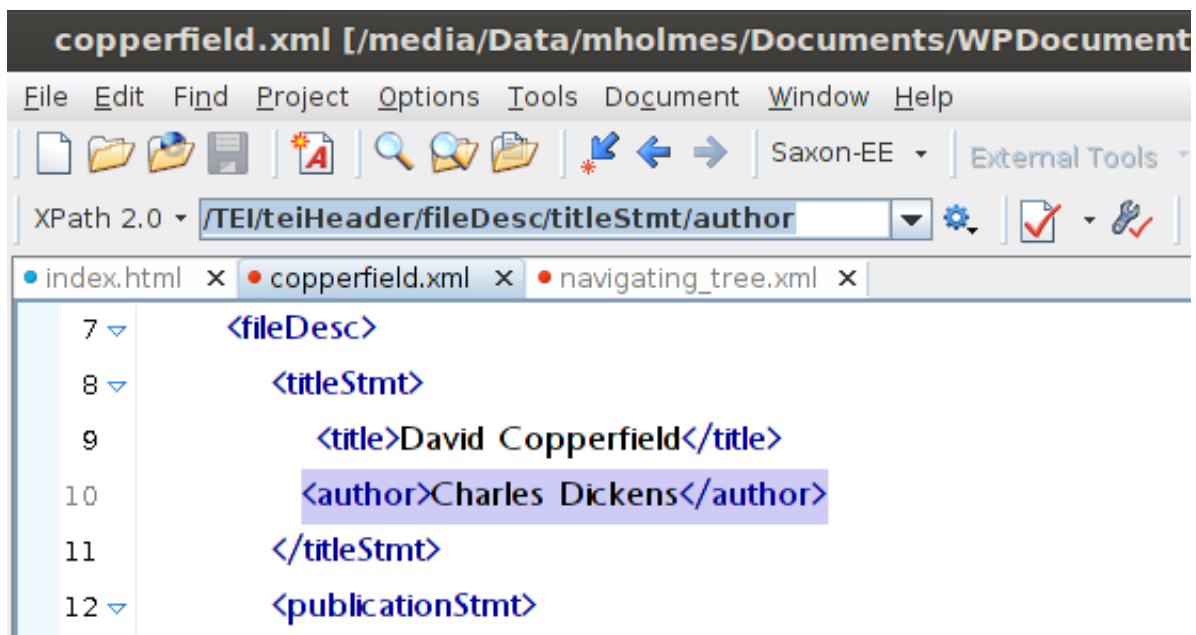 copperfield.xml [/media/Data/mholmes/Documents/WPDocument
File Edit Find Project Options Tools Document Window Help
Saxon-EE External Tools
XPath 2.0 /TEI/teiHeader/fileDesc/titleStmt/author
index.html copperfield.xml navigating_tree.xml
7 <fileDesc>
8 <titleStmt>
9 <title>David Copperfield</title>
10 <author>Charles Dickens</author>
11 </titleStmt>
12 <publicationStmt>